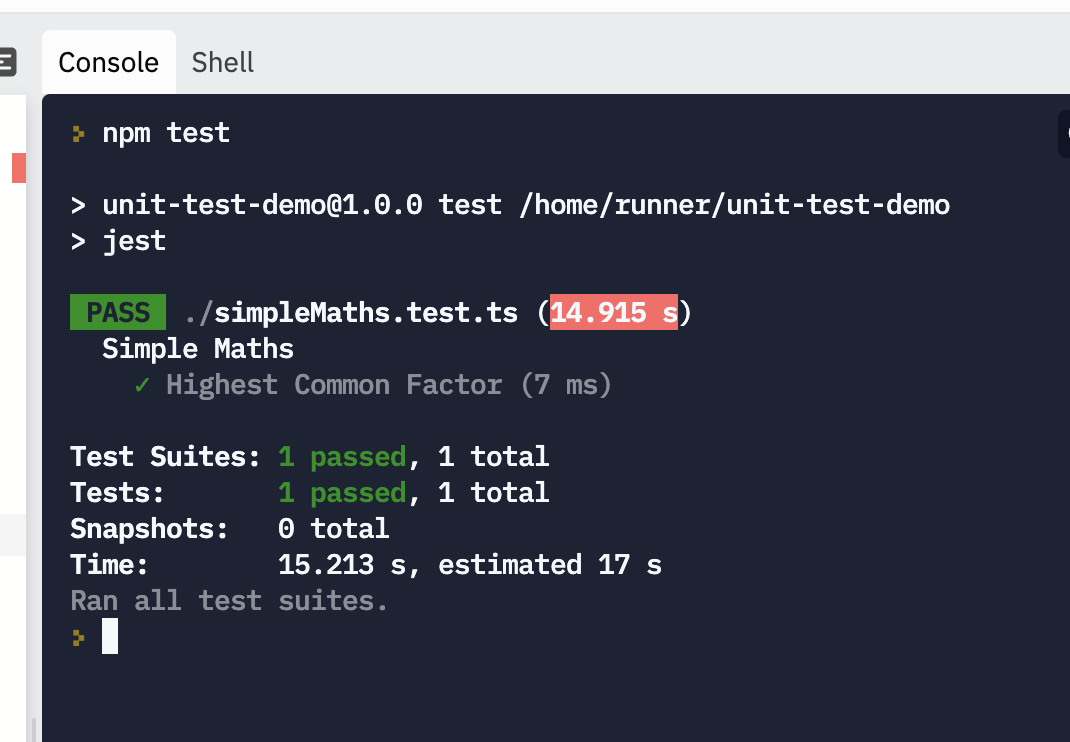 Console Shell
npm test
> unit-test-demo@1.0.0 test /home/runner/unit-test-demo
> jest
PASS ./simpleMaths.test.ts (14.915 s)
Simple Maths
✓ Highest Common Factor (7 ms)
Test Suites: 1 passed, 1 total
Tests: 1 passed, 1 total
Snapshots: 0 total
Time: 15.213 s, estimated 17 s
Ran all test suites.